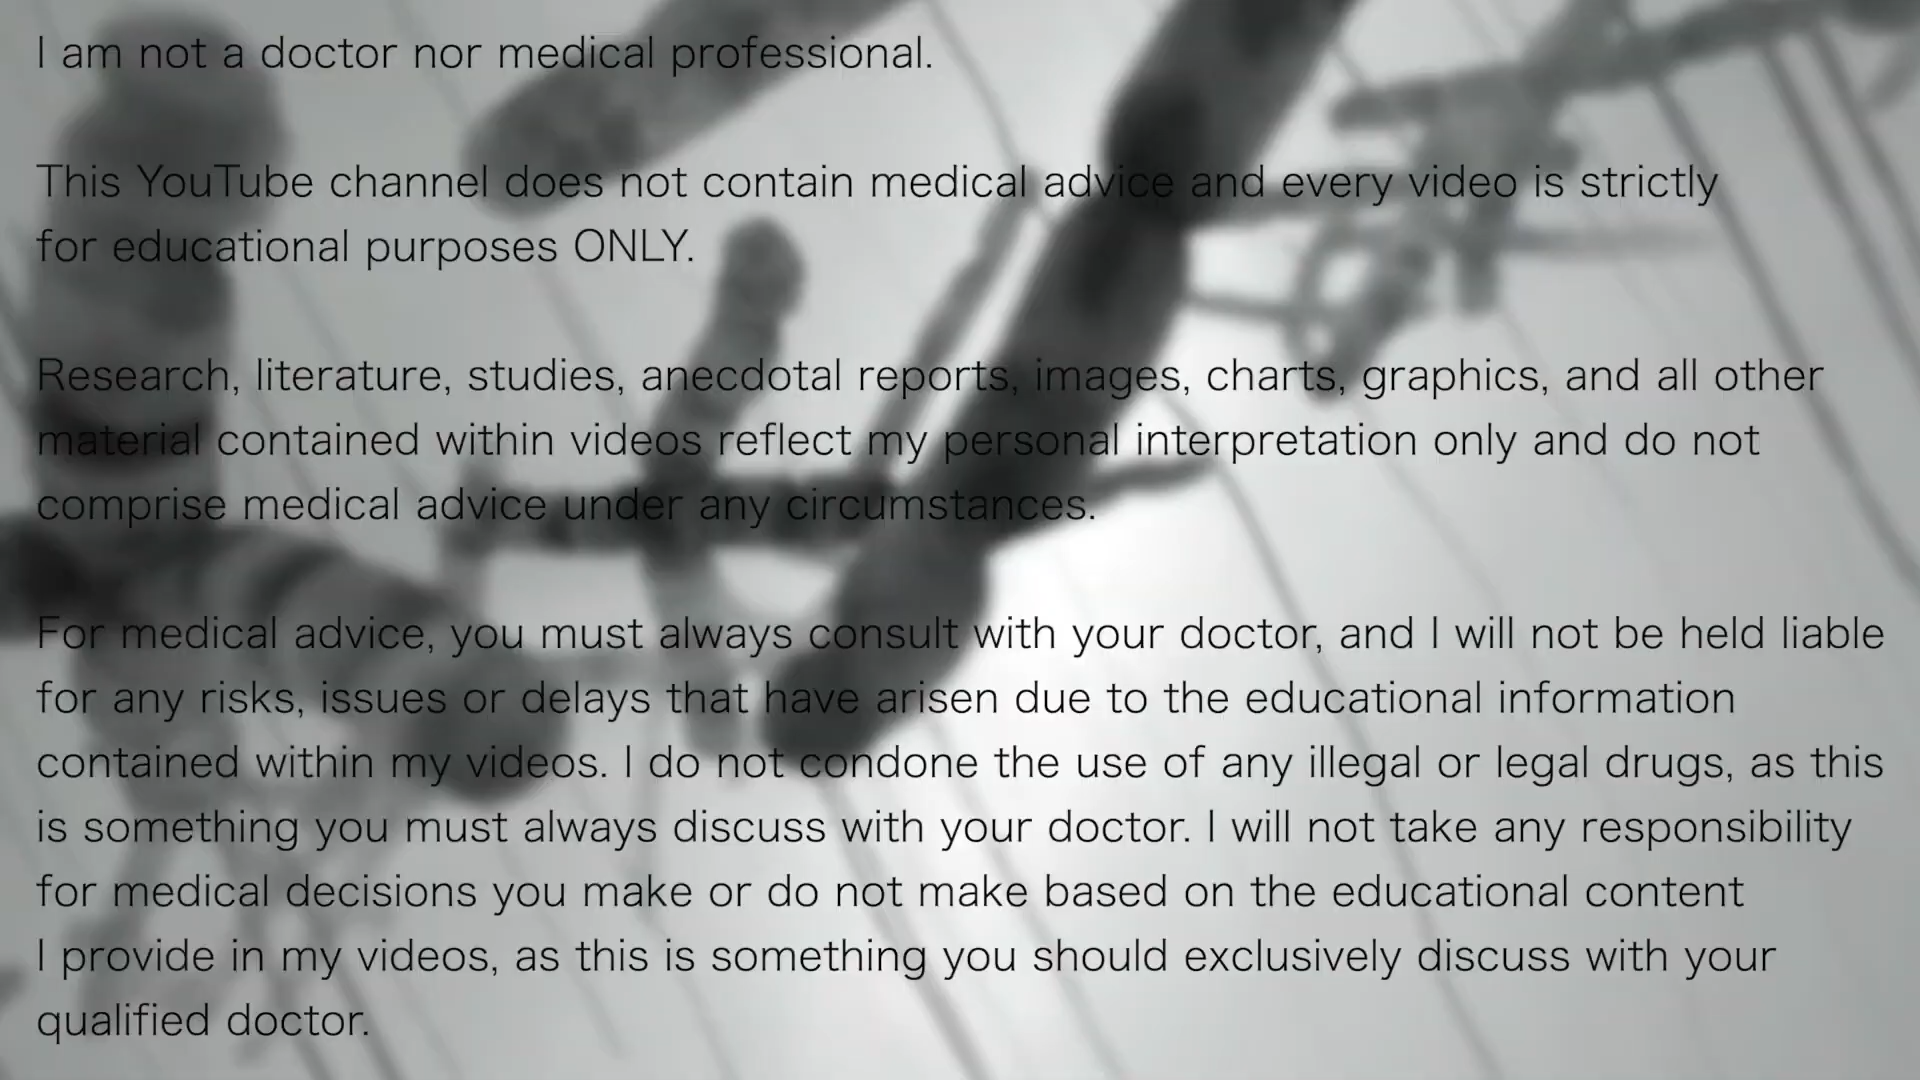 I am not a doctor nor medical professional.
This YouTube channel does not contain medical advice and every video is strictly
for educational purposes ONLY.
Research, literature, studies, anecdotal reports, images, charts, graphics, and all other
material contained within videos reflect my personal interpretation only and do not
comprise medical advice under any circumstances.
For medical advice, you must always consult with your doctor, and I will not be held liable
for any risks, issues or delays that have arisen due to the educational information
contained within my videos. I do not condone the use of any illegal or legal drugs, as this
is something you must always discuss with your doctor. I will not take any responsibility
for medical decisions you make or do not make based on the educational content
I provide in my videos, as this is something you should exclusively discuss with your
qualified doctor.